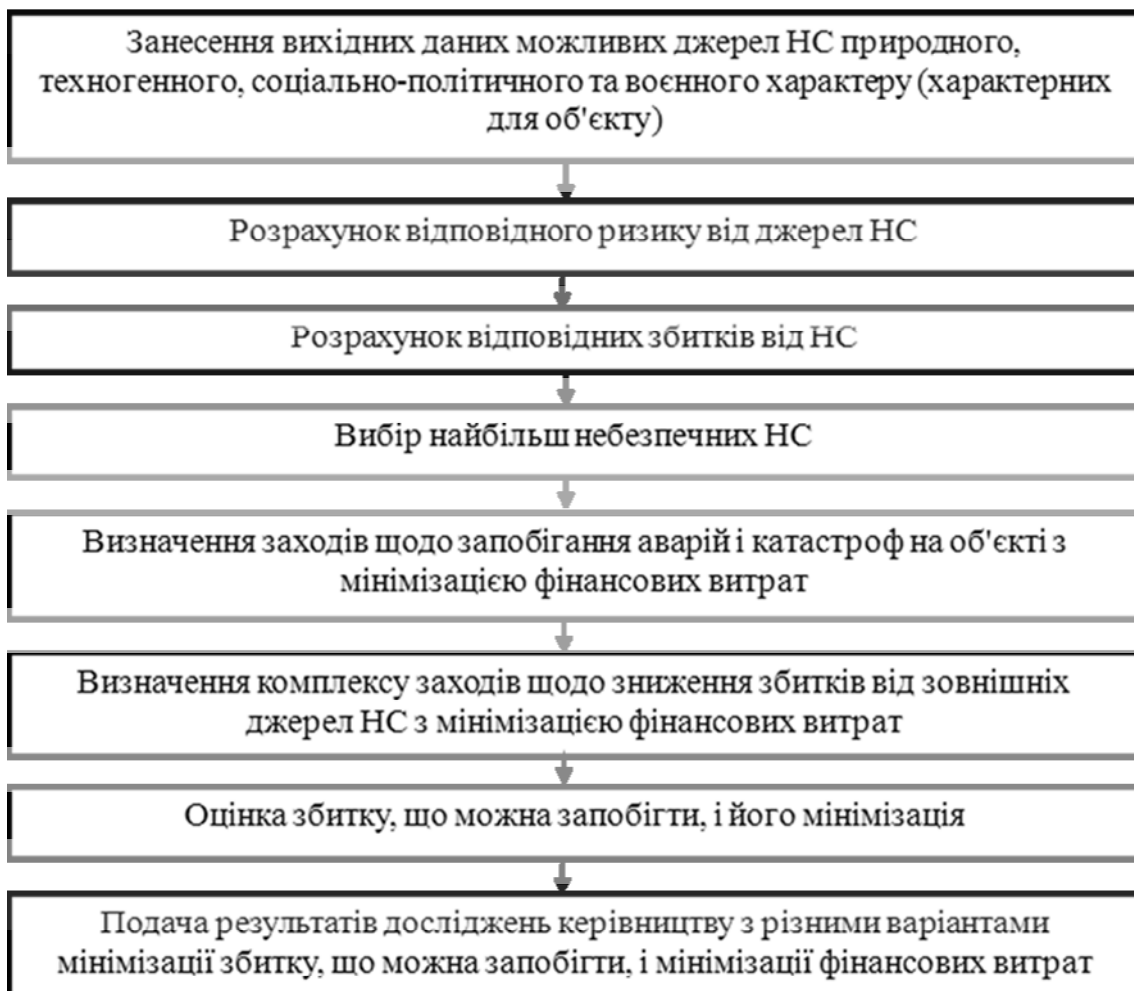 Занесення вихідних даних можливих джерел НС природного,
техногенного, соціально-політичного та воєнного характеру (характерних
для об'єкту)
Розрахунок відповідного ризику від джерел НС
Розрахунок відповідних збитків від НС
Вибір найбільш небезпечних НС
Визначення заходів щодо запобігання аварій і катастроф на об'єкті з
мінімізацією фінансових витрат
Визначення комплексу заходів щодо зниження збитків від зовнішніх
джерел НС з мінімізацією фінансових витрат
Оцінка збитку, що можна запобігти, і його мінімізація
Подача результатів досліджень керівництву з різними варіантами
мінімізації збитку, що можна запобігти, і мінімізації фінансових витрат